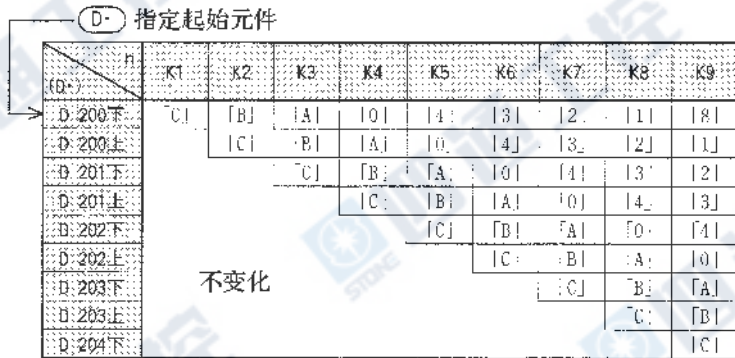 D· 指定起始元件
(D·) n K1 K2 K3 K4 K5 K6 K7 K8 K9
D 200下 「C」 「B」 「A」 「0」 「4」 「3」 「2」 「1」 「8」
D 200上 「C」 「B」 「A」 「0」 「4」 「3」 「2」 「1」
D 201下 「C」 「B」 「A」 「0」 「4」 「3」 「2」
D 201上 「C」 「B」 「A」 「0」 「4」 「3」
D 202下 「C」 「B」 「A」 「0」 「4」
D 202上 「C」 「B」 「A」 「0」
D 203下 不变化 「C」 「B」 「A」
D 203上 「C」 「B」
D 204下 「C」
STONE